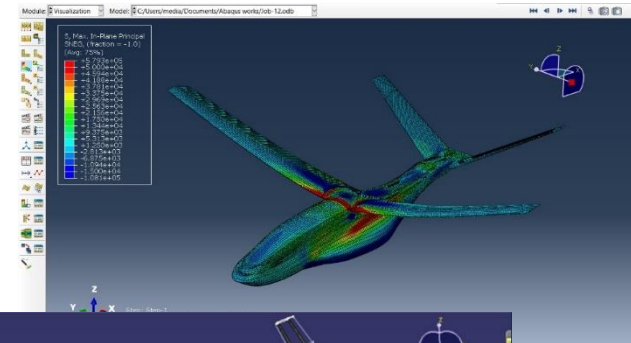 Module: Visualization Model: C:/Users/media/Documents/Abaqus works/Job-12.odb
S, Max. In-Plane Principal
SNEG, (fraction = -1.0)
(Avg: 75%)
+5.793e+05
+5.000e+04
+4.594e+04
+4.188e+04
+3.781e+04
+3.375e+04
+2.969e+04
+2.563e+04
+2.156e+04
+1.750e+04
+1.344e+04
+9.375e+03
+5.313e+03
+1.250e+03
-2.813e+03
-6.875e+03
-1.094e+04
-1.500e+04
-1.081e+05
Z
Y
X
Z
Y X
Step: Step-1